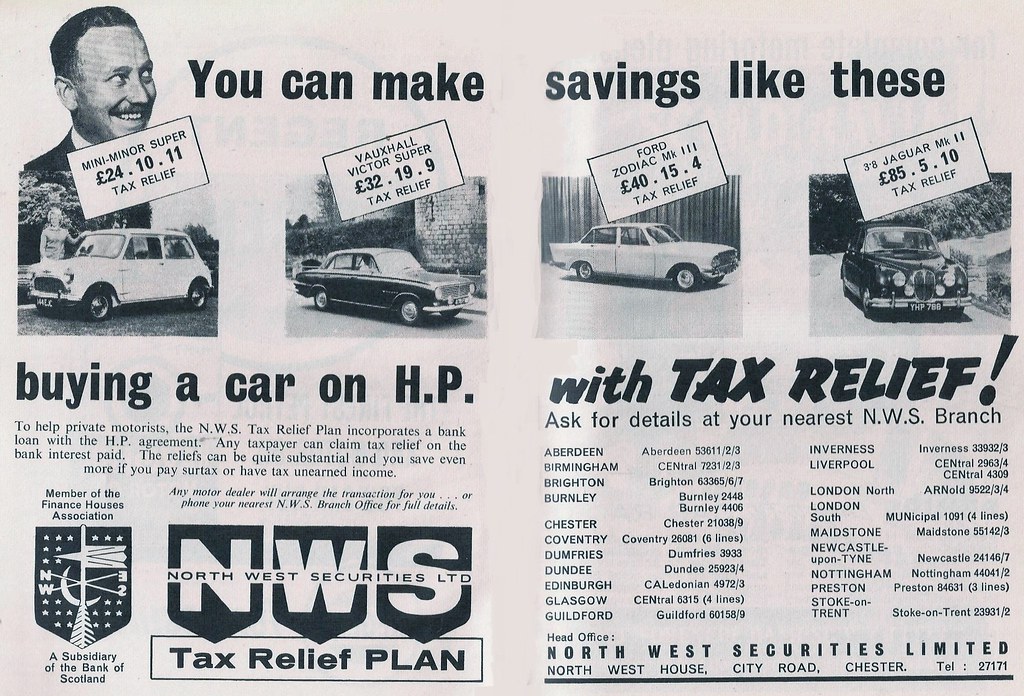 You can make savings like these
MINI-MINOR SUPER
£24.10.11
TAX RELIEF
VAUXHALL
VICTOR SUPER
£32.19.9
TAX RELIEF
FORD
ZODIAC Mk III
£40.15.4
TAX RELIEF
3·8 JAGUAR Mk II
£85.5.10
TAX RELIEF
YHP 788
buying a car on H.P.
with TAX RELIEF!
To help private motorists, the N.W.S. Tax Relief Plan incorporates a bank
loan with the H.P. agreement. Any taxpayer can claim tax relief on the
bank interest paid. The reliefs can be quite substantial and you save even
more if you pay surtax or have tax unearned income.
Member of the
Finance Houses
Association
Any motor dealer will arrange the transaction for you . . . or
phone your nearest N.W.S. Branch Office for full details.
NWS
NORTH WEST SECURITIES LTD
Tax Relief PLAN
A Subsidiary
of the Bank of
Scotland
Ask for details at your nearest N.W.S. Branch
ABERDEEN Aberdeen 53611/2/3
BIRMINGHAM CENtral 7231/2/3
BRIGHTON Brighton 63365/6/7
BURNLEY Burnley 2448
Burnley 4406
CHESTER Chester 21038/9
COVENTRY Coventry 26081 (6 lines)
DUMFRIES Dumfries 3933
DUNDEE Dundee 25923/4
EDINBURGH CALedonian 4972/3
GLASGOW CENtral 6315 (4 lines)
GUILDFORD Guildford 60158/9
INVERNESS Inverness 33932/3
LIVERPOOL CENtral 2963/4
CENtral 4309
LONDON North ARNold 9522/3/4
LONDON
South MUNicipal 1091 (4 lines)
MAIDSTONE Maidstone 55142/3
NEWCASTLE-
upon-TYNE Newcastle 24146/7
NOTTINGHAM Nottingham 44041/2
PRESTON Preston 84631 (3 lines)
STOKE-on-
TRENT Stoke-on-Trent 23931/2
Head Office :
NORTH WEST SECURITIES LIMITED
NORTH WEST HOUSE, CITY ROAD, CHESTER. Tel : 27171